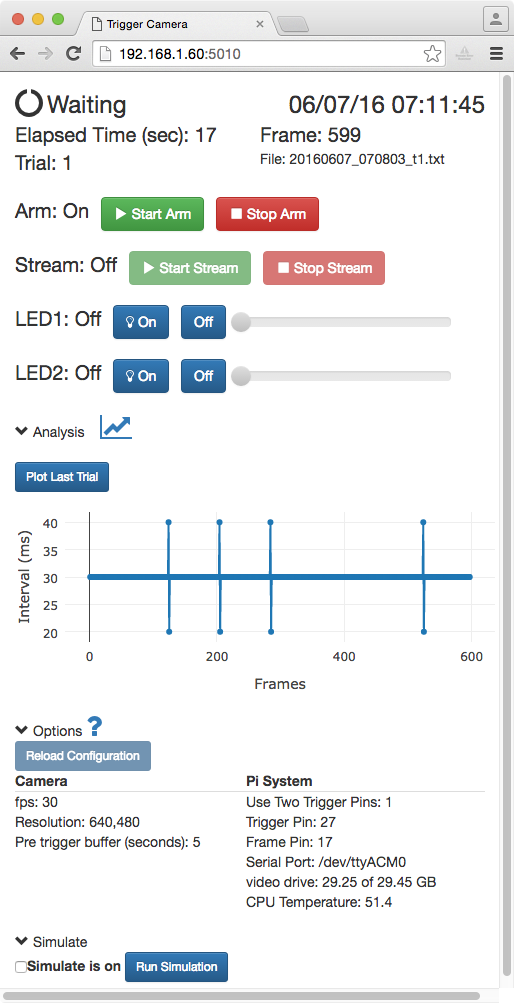 Trigger Camera
192.168.1.60:5010
Waiting 06/07/16 07:11:45
Elapsed Time (sec): 17 Frame: 599
Trial: 1 File: 20160607_070803_t1.txt
Arm: On Start Arm Stop Arm
Stream: Off Start Stream Stop Stream
LED1: Off On Off
LED2: Off On Off
Analysis
Plot Last Trial
40
35
30
25
20
Interval (ms)
0 200 400 600
Frames
Options ?
Reload Configuration
Camera Pi System
fps: 30 Use Two Trigger Pins: 1
Resolution: 640,480 Trigger Pin: 27
Pre trigger buffer (seconds): 5 Frame Pin: 17
Serial Port: /dev/ttyACM0
video drive: 29.25 of 29.45 GB
CPU Temperature: 51.4
Simulate
Simulate is on Run Simulation